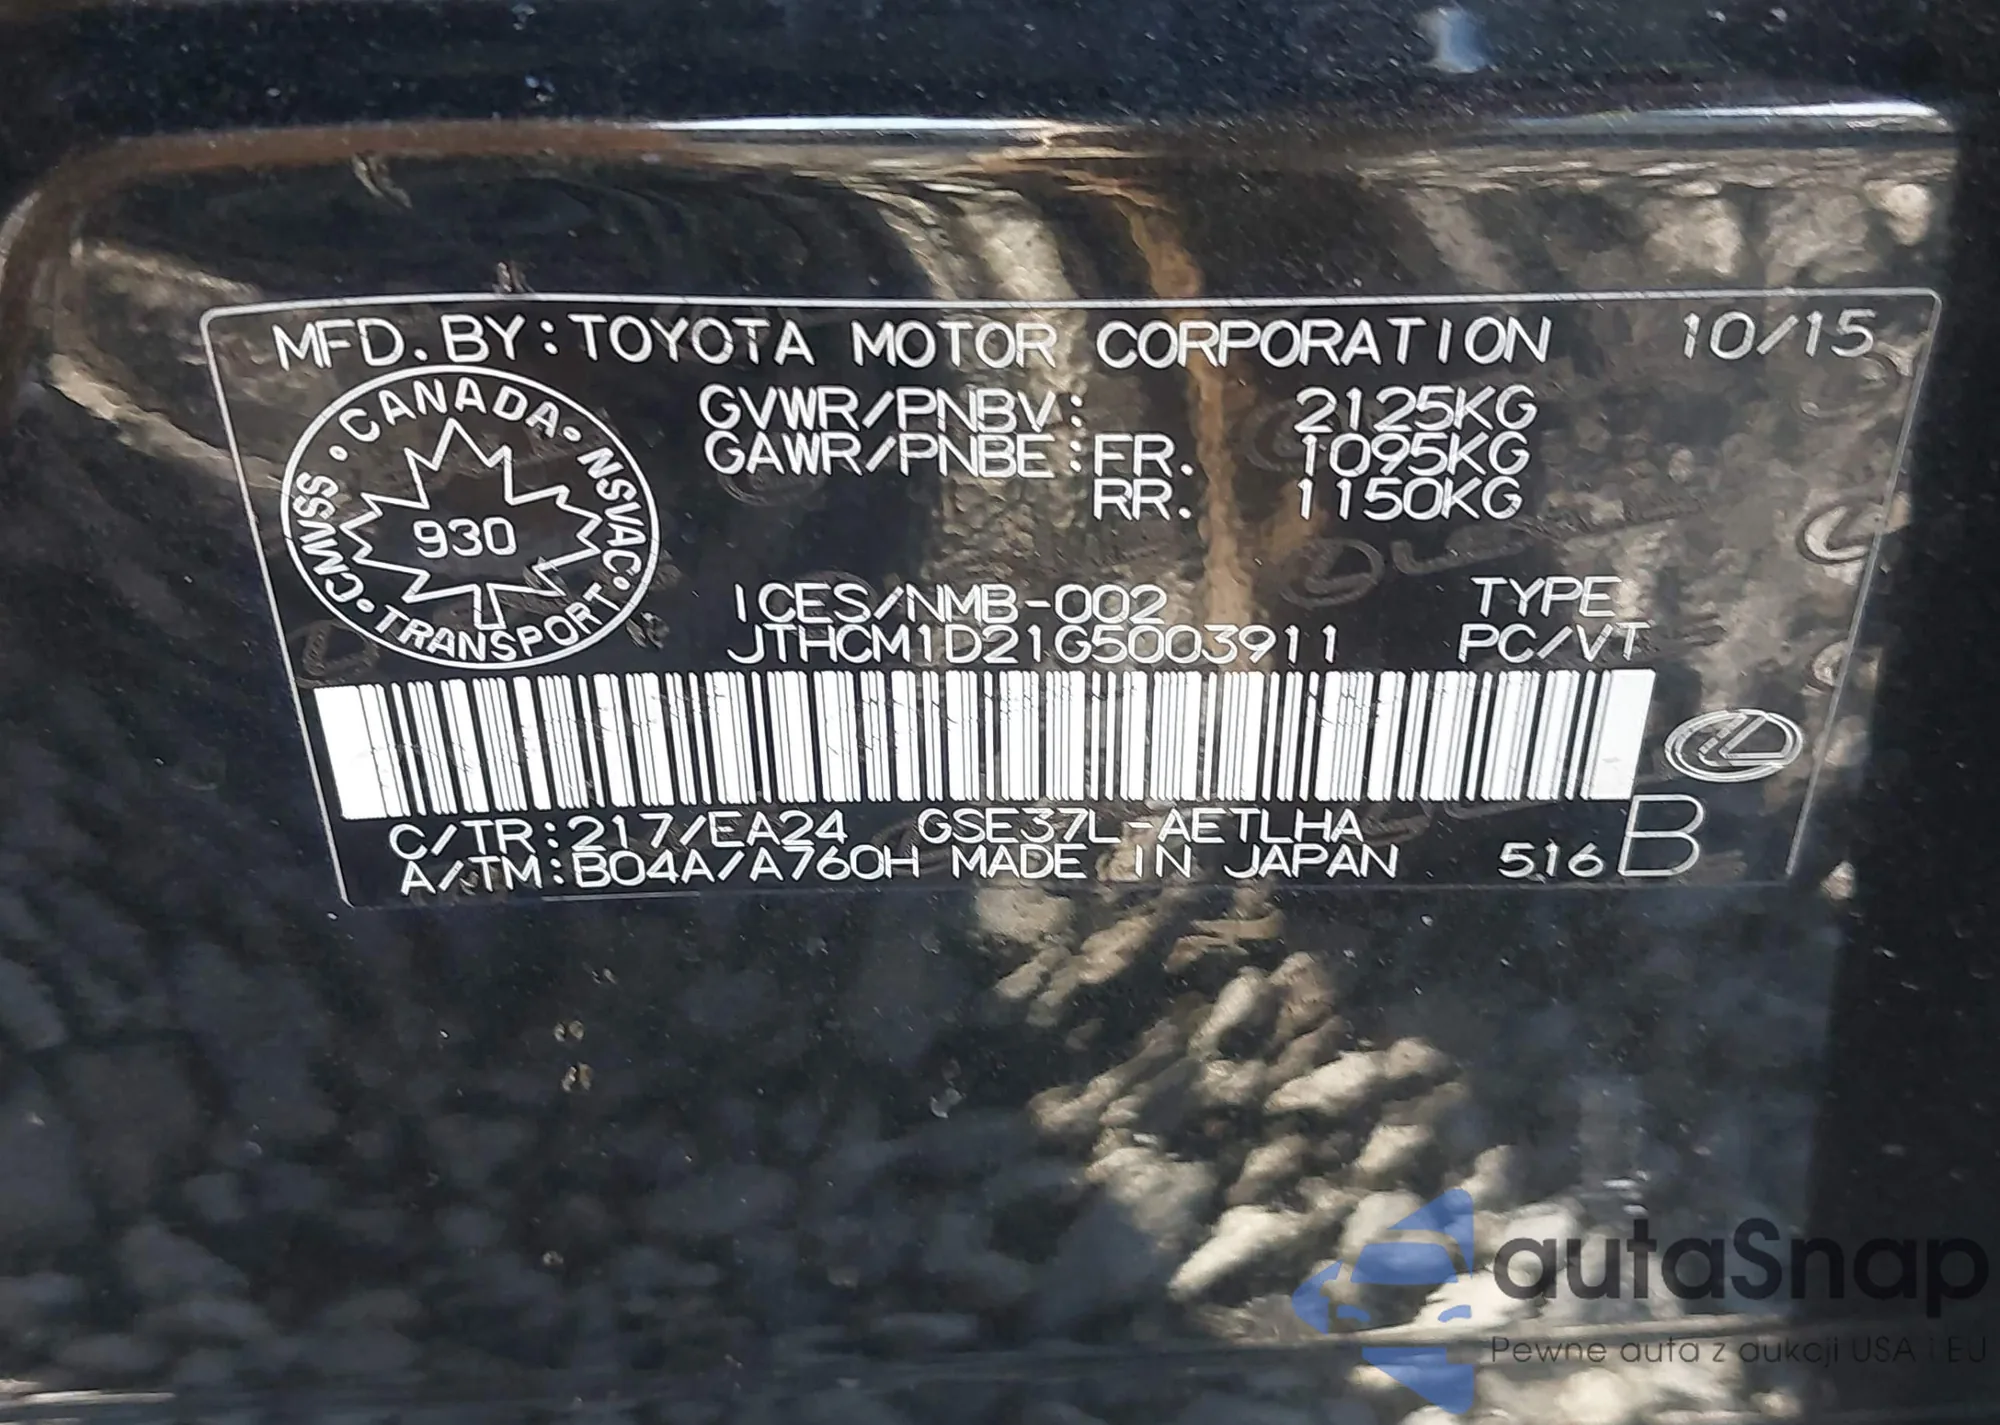 MFD. BY: TOYOTA MOTOR CORPORATION 10/15
CANADA · NSVAC · TRANSPORT · CMVSS ·
930
GVWR/PNBV: 2125KG
GAWR/PNBE: FR. 1095KG
RR. 1150KG
ICES/NMB-002 TYPE
JTHCM1D21G5003911 PC/VT
C/TR: 217/EA24 GSE37L-AETLHA
A/TM: B04A/A760H MADE IN JAPAN 516 B
autaSnap
Pewne auta z aukcji USA i EU